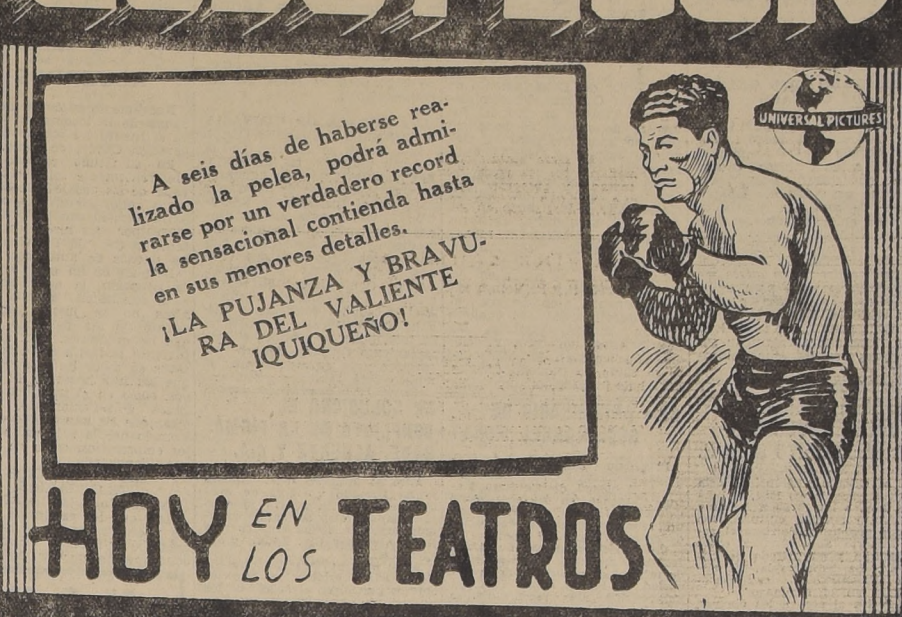 A seis días de haberse rea-
lizado la pelea, podrá admi-
rarse por un verdadero record
la sensacional contienda hasta
en sus menores detalles.
¡LA PUJANZA Y BRAVU-
RA DEL VALIENTE
IQUIQUEÑO!
UNIVERSAL PICTURES
HOY EN LOS TEATROS